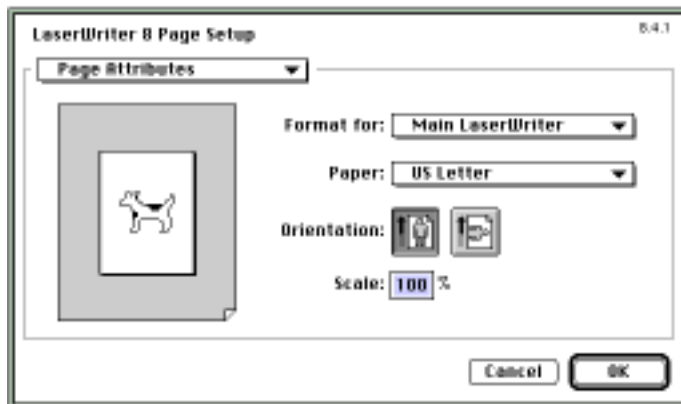 LaserWriter 8 Page Setup
8.4.1
Page Attributes
Format for: Main LaserWriter
Paper: US Letter
Orientation:
Scale: 100 %
Cancel OK